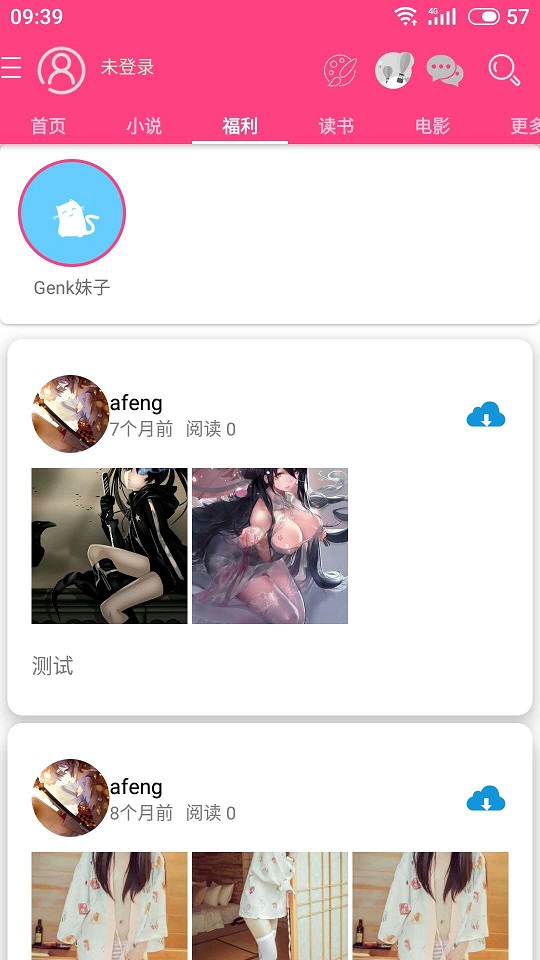 09:39
4G
57
未登录
首页 小说 福利 读书 电影 更多
Genk妹子
afeng
7个月前 阅读 0
测试
afeng
8个月前 阅读 0